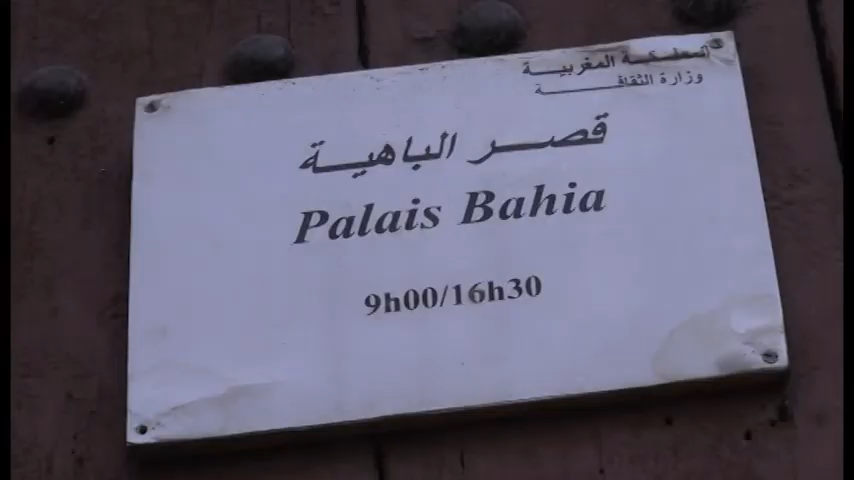 المملكة المغربية
وزارة الثقافة
قصر الباهية
Palais Bahia
9h00/16h30